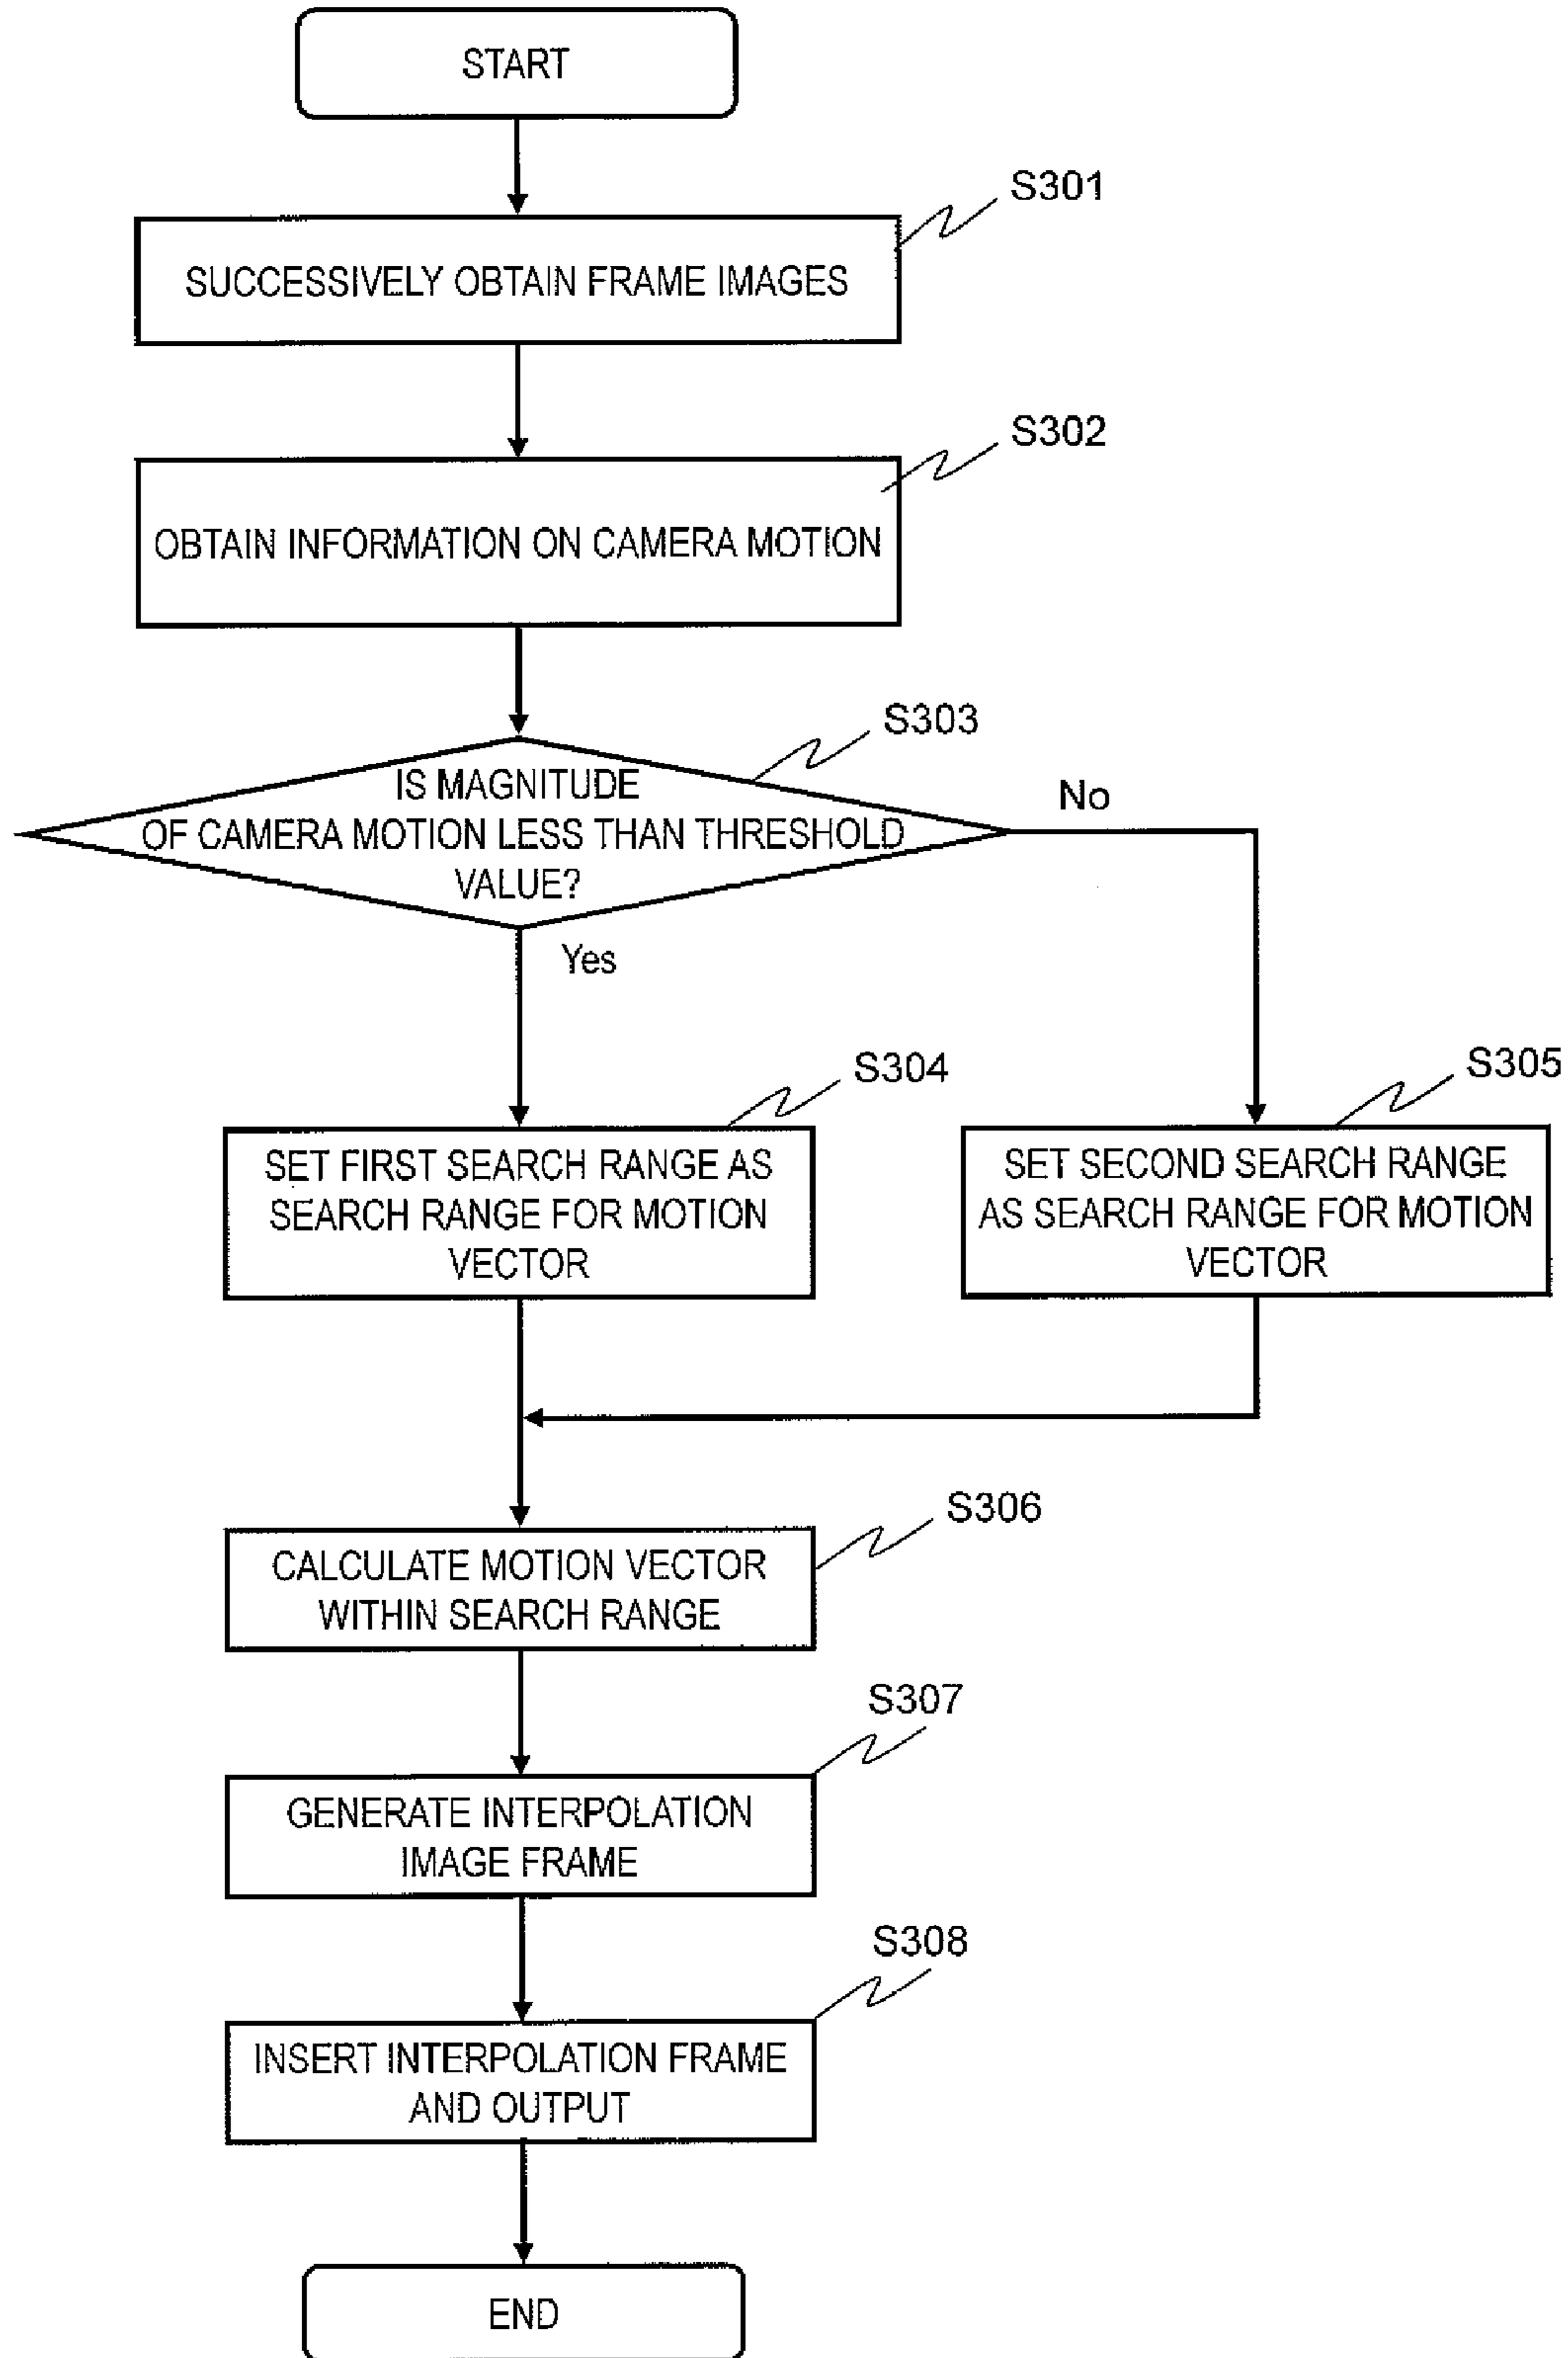 START
S301
SUCCESSIVELY OBTAIN FRAME IMAGES
S302
OBTAIN INFORMATION ON CAMERA MOTION
S303
IS MAGNITUDE
OF CAMERA MOTION LESS THAN THRESHOLD
VALUE?
No
Yes
S304
SET FIRST SEARCH RANGE AS
SEARCH RANGE FOR MOTION
VECTOR
S305
SET SECOND SEARCH RANGE
AS SEARCH RANGE FOR MOTION
VECTOR
S306
CALCULATE MOTION VECTOR
WITHIN SEARCH RANGE
S307
GENERATE INTERPOLATION
IMAGE FRAME
S308
INSERT INTERPOLATION FRAME
AND OUTPUT
END